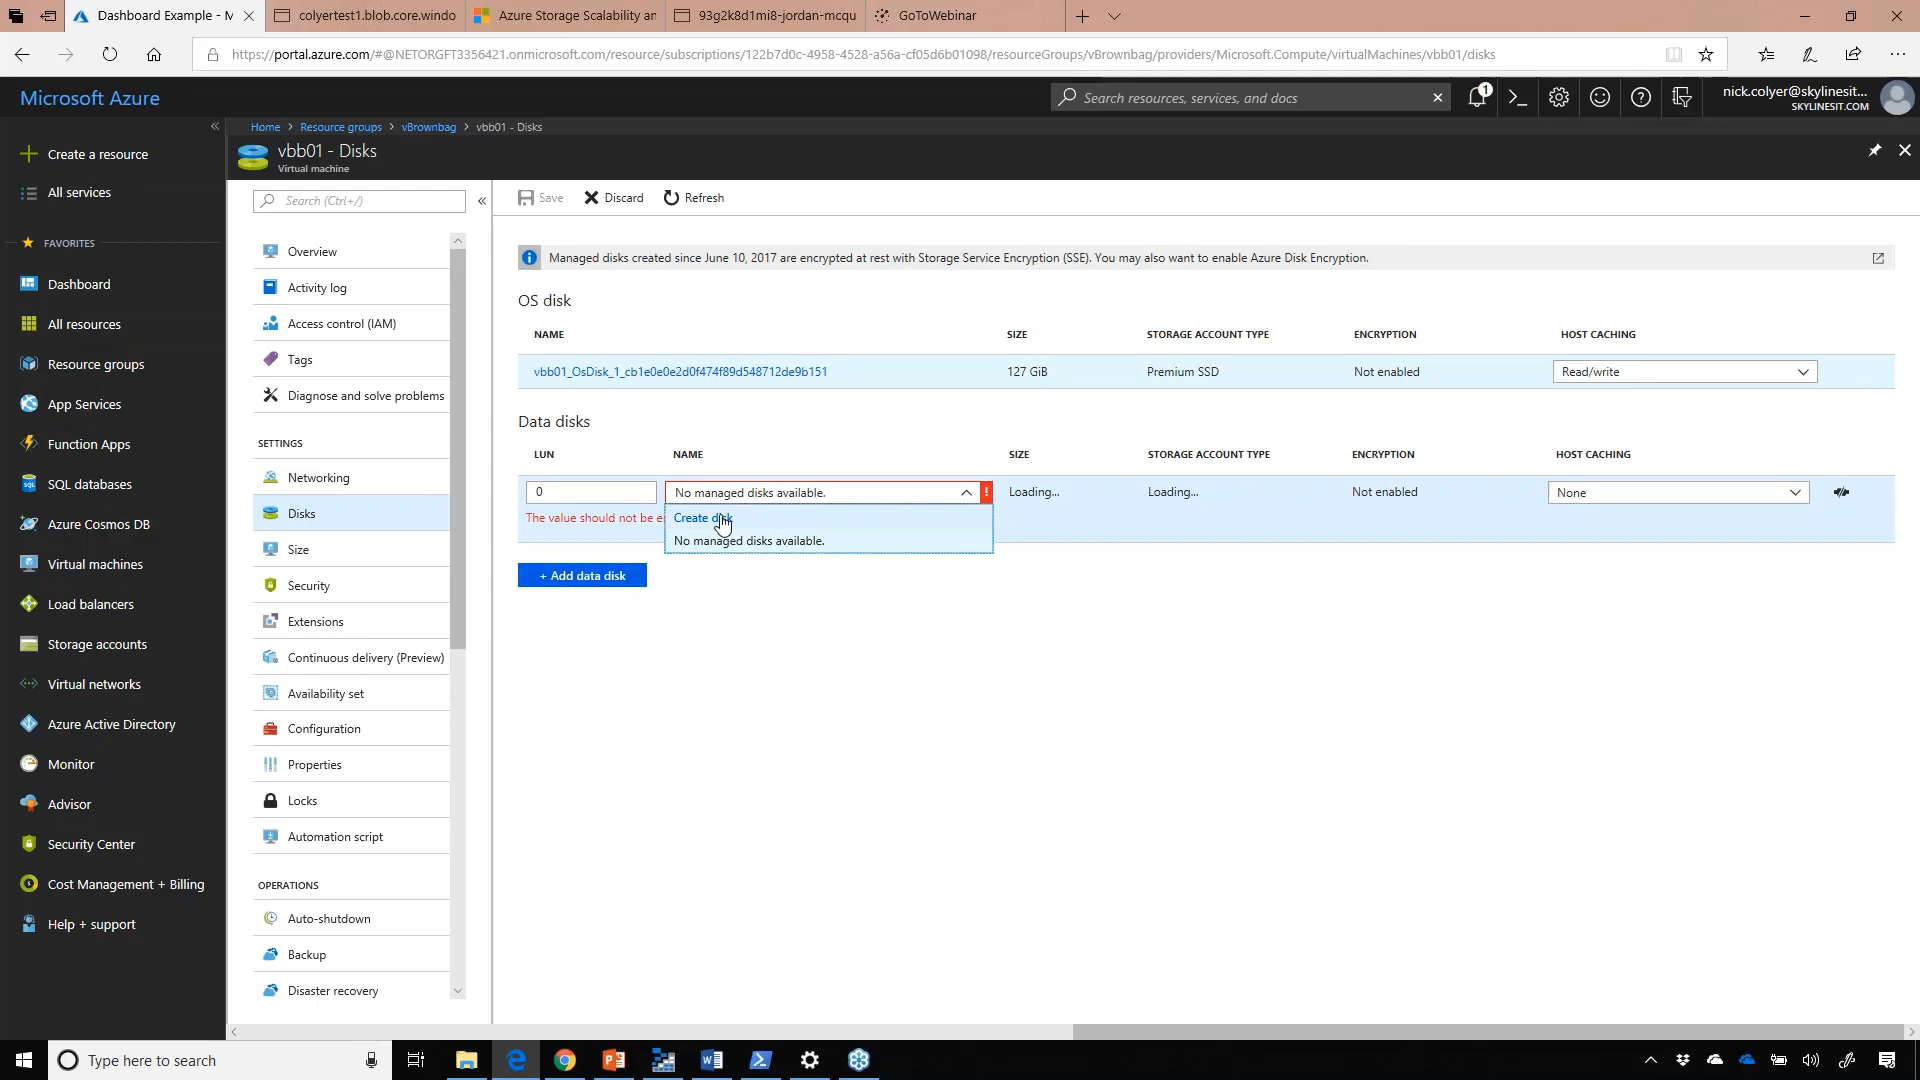 Dashboard Example - M
colyertest1.blob.core.windo
Azure Storage Scalability an
93g2k8d1mi8-jordan-mcqu
GoToWebinar
https://portal.azure.com/#@NETORGFT3356421.onmicrosoft.com/resource/subscriptions/122b7d0c-4958-4528-a56a-cf05d6b01098/resourceGroups/vBrownbag/providers/Microsoft.Compute/virtualMachines/vbb01/disks
Microsoft Azure
Search resources, services, and docs
1
nick.colyer@skylinesit...
SKYLINESIT.COM
Home > Resource groups > vBrownbag > vbb01 - Disks
vbb01 - Disks
Virtual machine
Create a resource
All services
FAVORITES
Dashboard
All resources
Resource groups
App Services
Function Apps
SQL databases
Azure Cosmos DB
Virtual machines
Load balancers
Storage accounts
Virtual networks
Azure Active Directory
Monitor
Advisor
Security Center
Cost Management + Billing
Help + support
Search (Ctrl+/)
Overview
Activity log
Access control (IAM)
Tags
Diagnose and solve problems
SETTINGS
Networking
Disks
Size
Security
Extensions
Continuous delivery (Preview)
Availability set
Configuration
Properties
Locks
Automation script
OPERATIONS
Auto-shutdown
Backup
Disaster recovery
Save
Discard
Refresh
Managed disks created since June 10, 2017 are encrypted at rest with Storage Service Encryption (SSE). You may also want to enable Azure Disk Encryption.
OS disk
NAME SIZE STORAGE ACCOUNT TYPE ENCRYPTION HOST CACHING
vbb01_OsDisk_1_cb1e0e0e2d0f474f89d548712de9b151 127 GiB Premium SSD Not enabled Read/write
Data disks
LUN NAME SIZE STORAGE ACCOUNT TYPE ENCRYPTION HOST CACHING
0 No managed disks available. ! Loading... Loading... Not enabled None
The value should not be e
Create disk
No managed disks available.
+ Add data disk
Type here to search